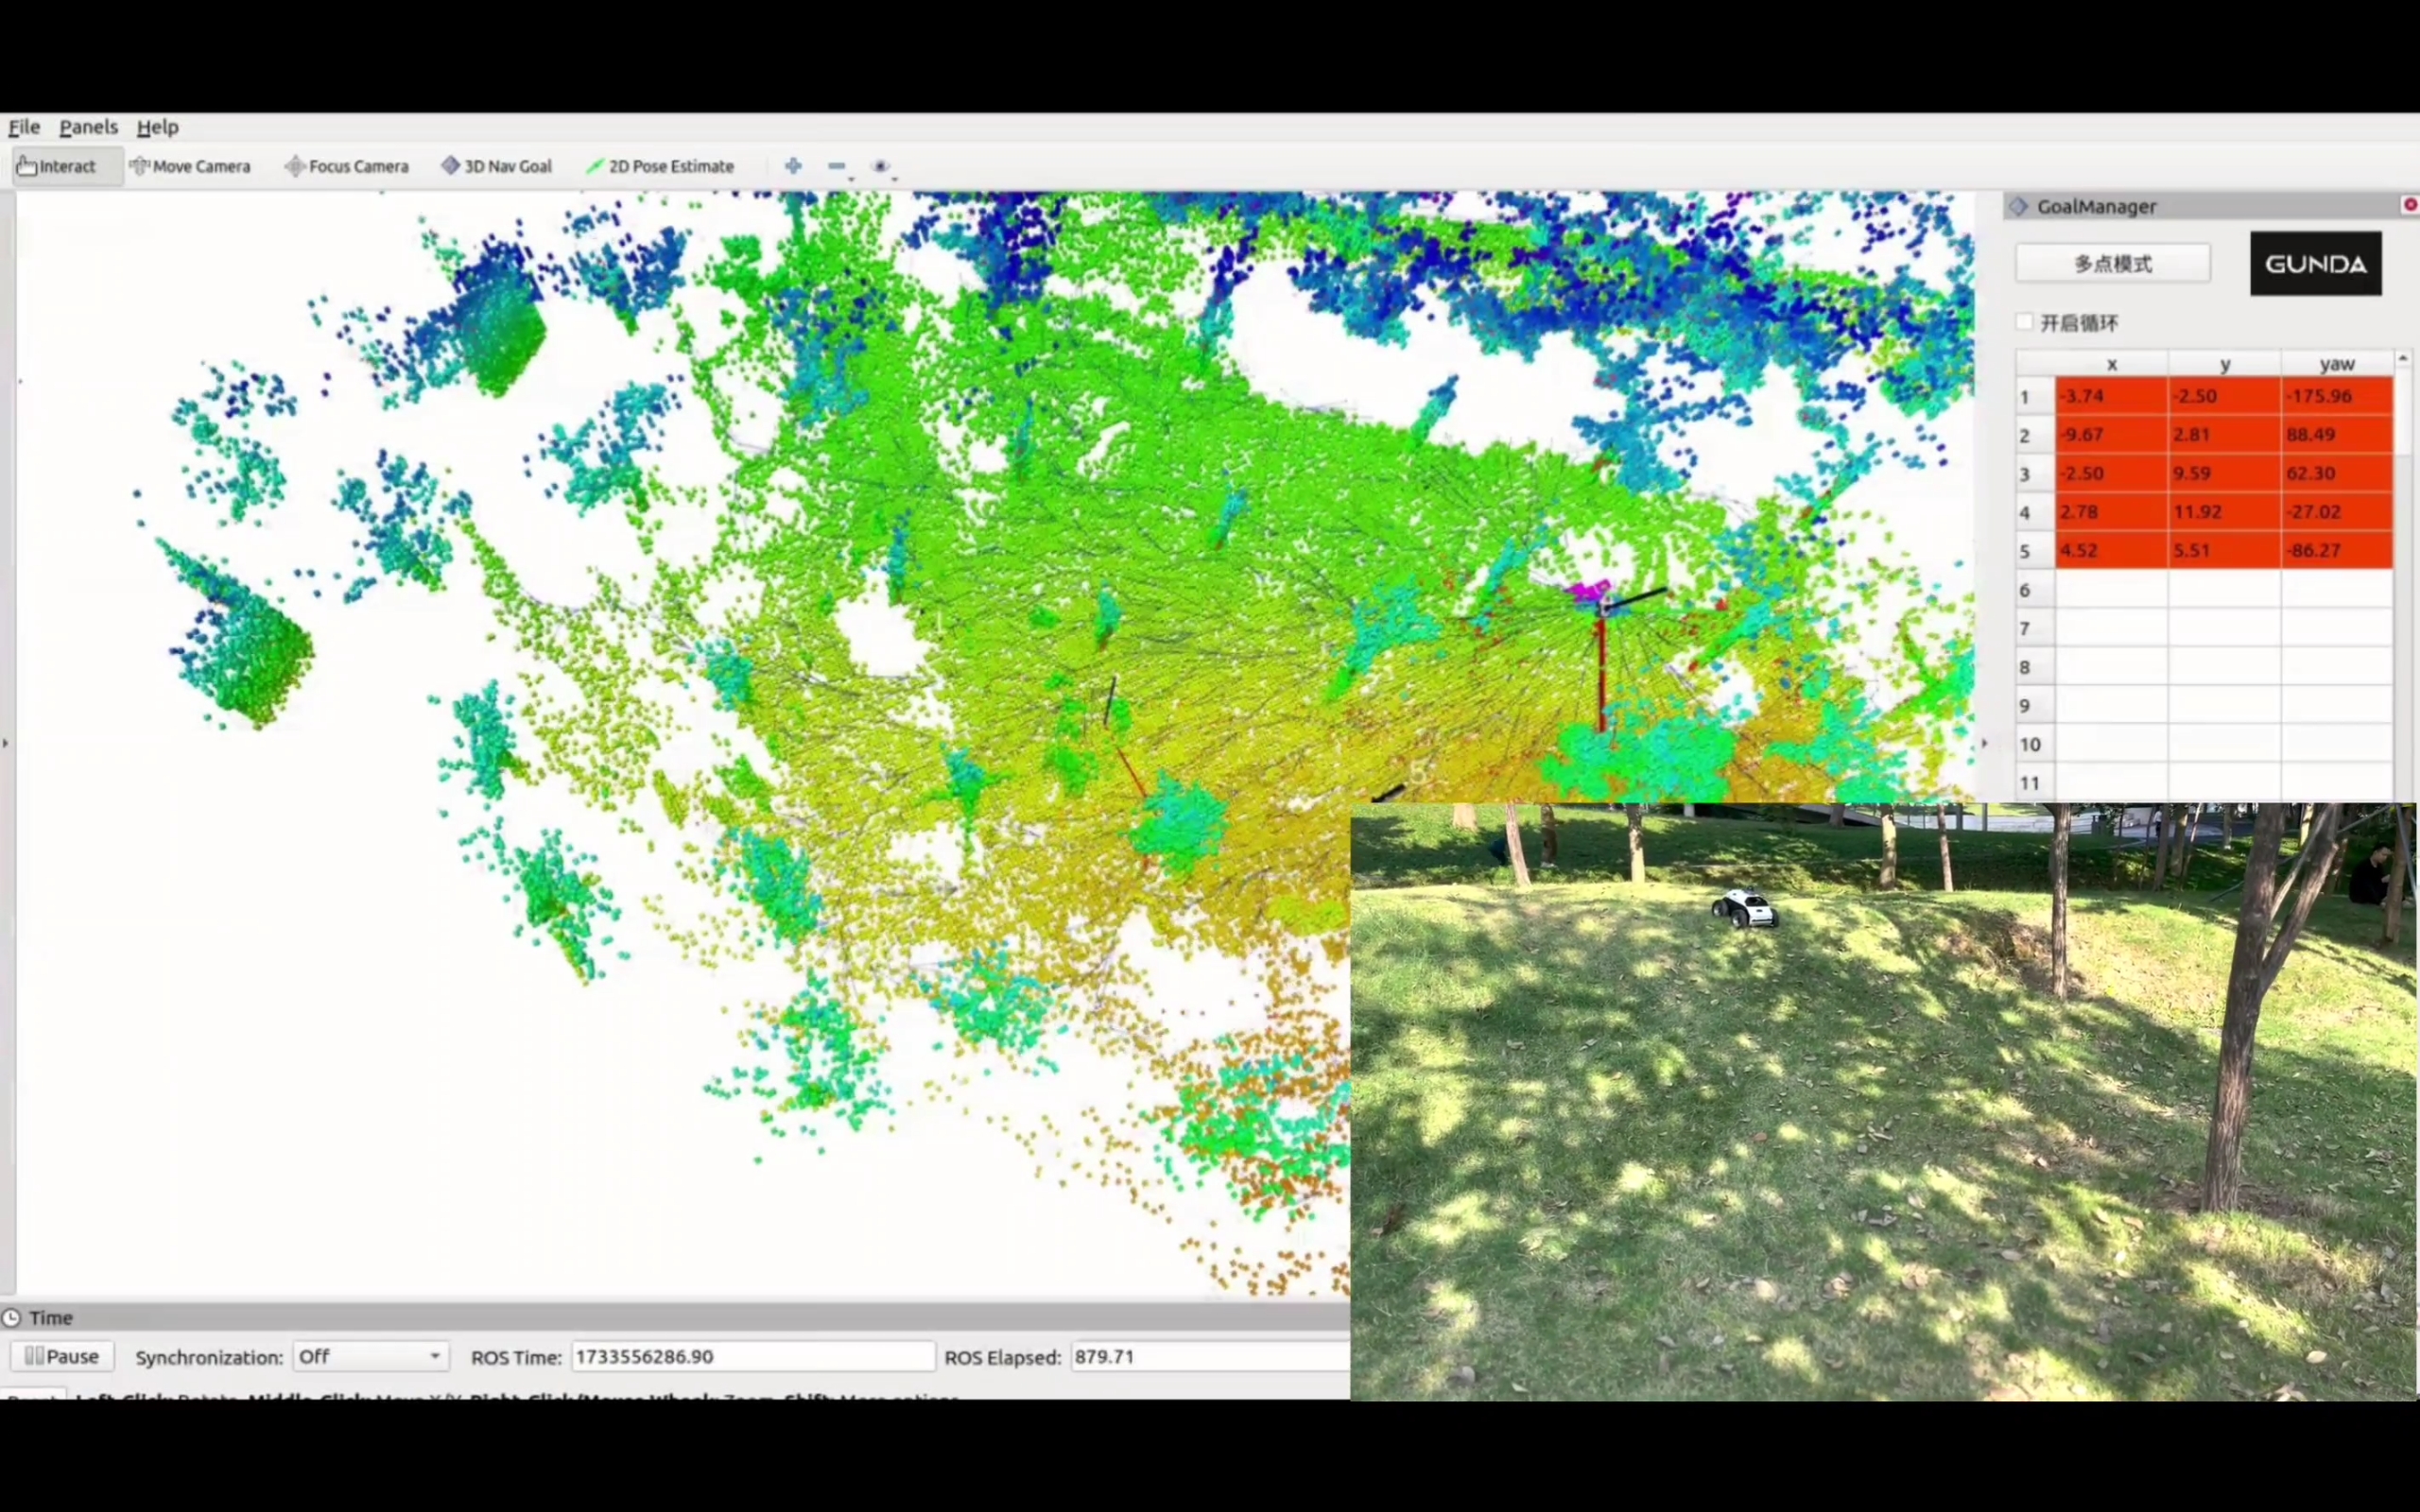 File Panels Help
Interact Move Camera Focus Camera 3D Nav Goal 2D Pose Estimate
GoalManager
多点模式
GUNDA
开启循环
x y yaw
1 -3.74 -2.50 -175.96
2 -9.67 2.81 88.49
3 -2.50 9.59 62.30
4 2.78 11.92 -27.02
5 4.52 5.51 -86.27
6
7
8
9
10
11
Time
Pause Synchronization: Off ROS Time: 1733556286.90 ROS Elapsed: 879.71